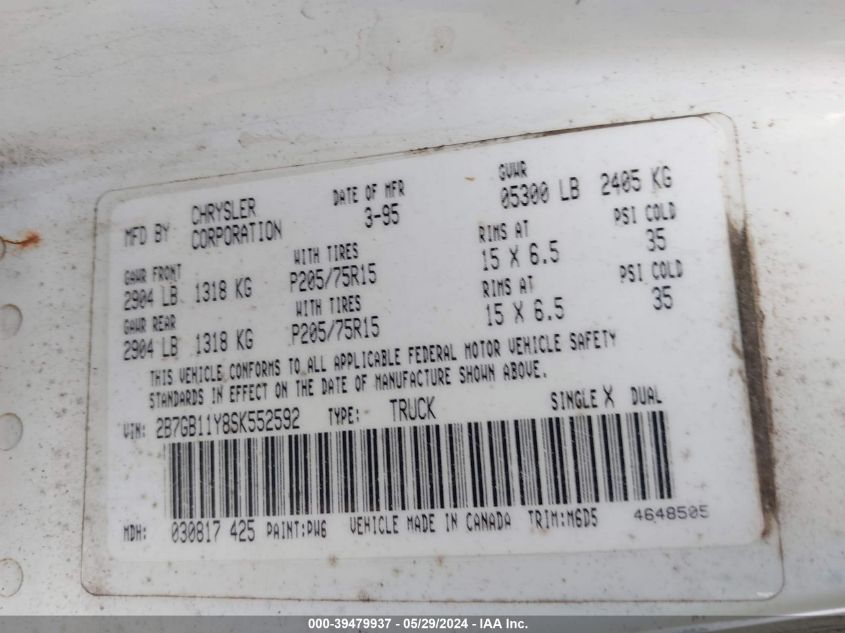 MFD BY CHRYSLER CORPORATION DATE OF MFR 3-95 GVWR 05300 LB 2405 KG
GAWR FRONT WITH TIRES RIMS AT PSI COLD
2904 LB 1318 KG P205/75R15 15 X 6.5 35
GAWR REAR WITH TIRES RIMS AT PSI COLD
2904 LB 1318 KG P205/75R15 15 X 6.5 35
THIS VEHICLE CONFORMS TO ALL APPLICABLE FEDERAL MOTOR VEHICLE SAFETY
STANDARDS IN EFFECT ON THE DATE OF MANUFACTURE SHOWN ABOVE.
VIN: 2B7GB11Y8SK552592 TYPE: TRUCK SINGLE X DUAL
MDH: 030817 425 PAINT:PW6 VEHICLE MADE IN CANADA TRIM:M6D5 4648505
000-39479937 - 05/29/2024 - IAA Inc.